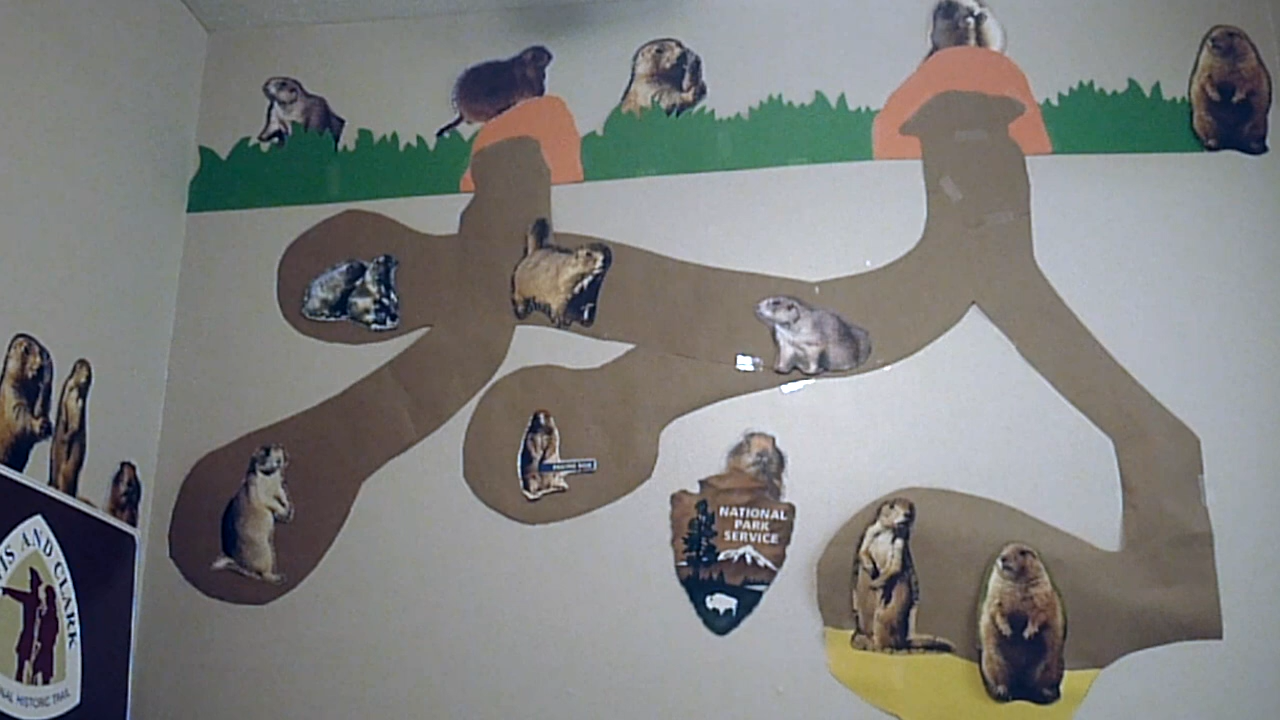 NATIONAL
PARK
SERVICE
IS AND CLARK
NAL HISTORIC TRAIL